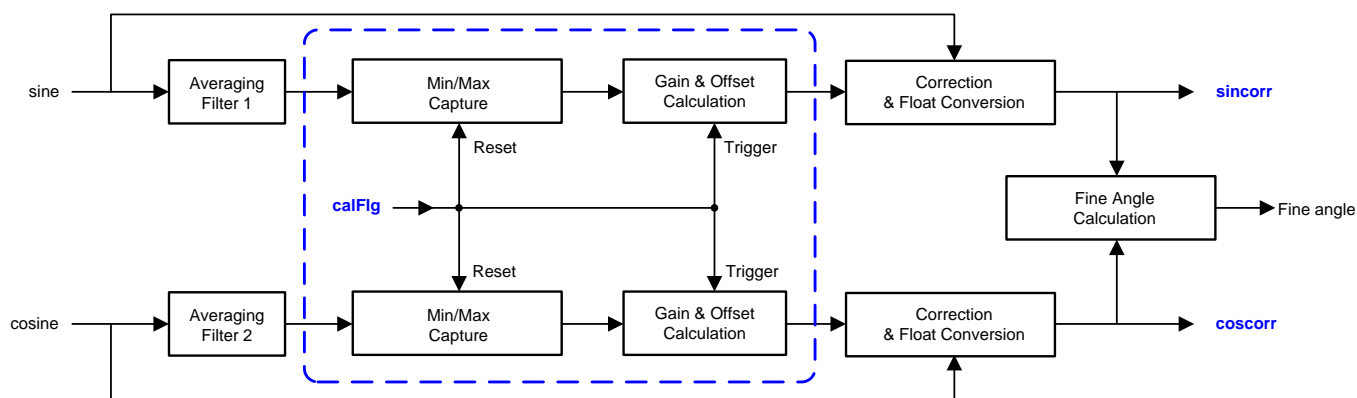 sine
Averaging
Filter 1
Min/Max
Capture
Gain & Offset
Calculation
Correction
& Float Conversion
sincorr
Reset
Trigger
calFlg
Fine Angle
Calculation
Fine angle
Reset
Trigger
cosine
Averaging
Filter 2
Min/Max
Capture
Gain & Offset
Calculation
Correction
& Float Conversion
coscorr